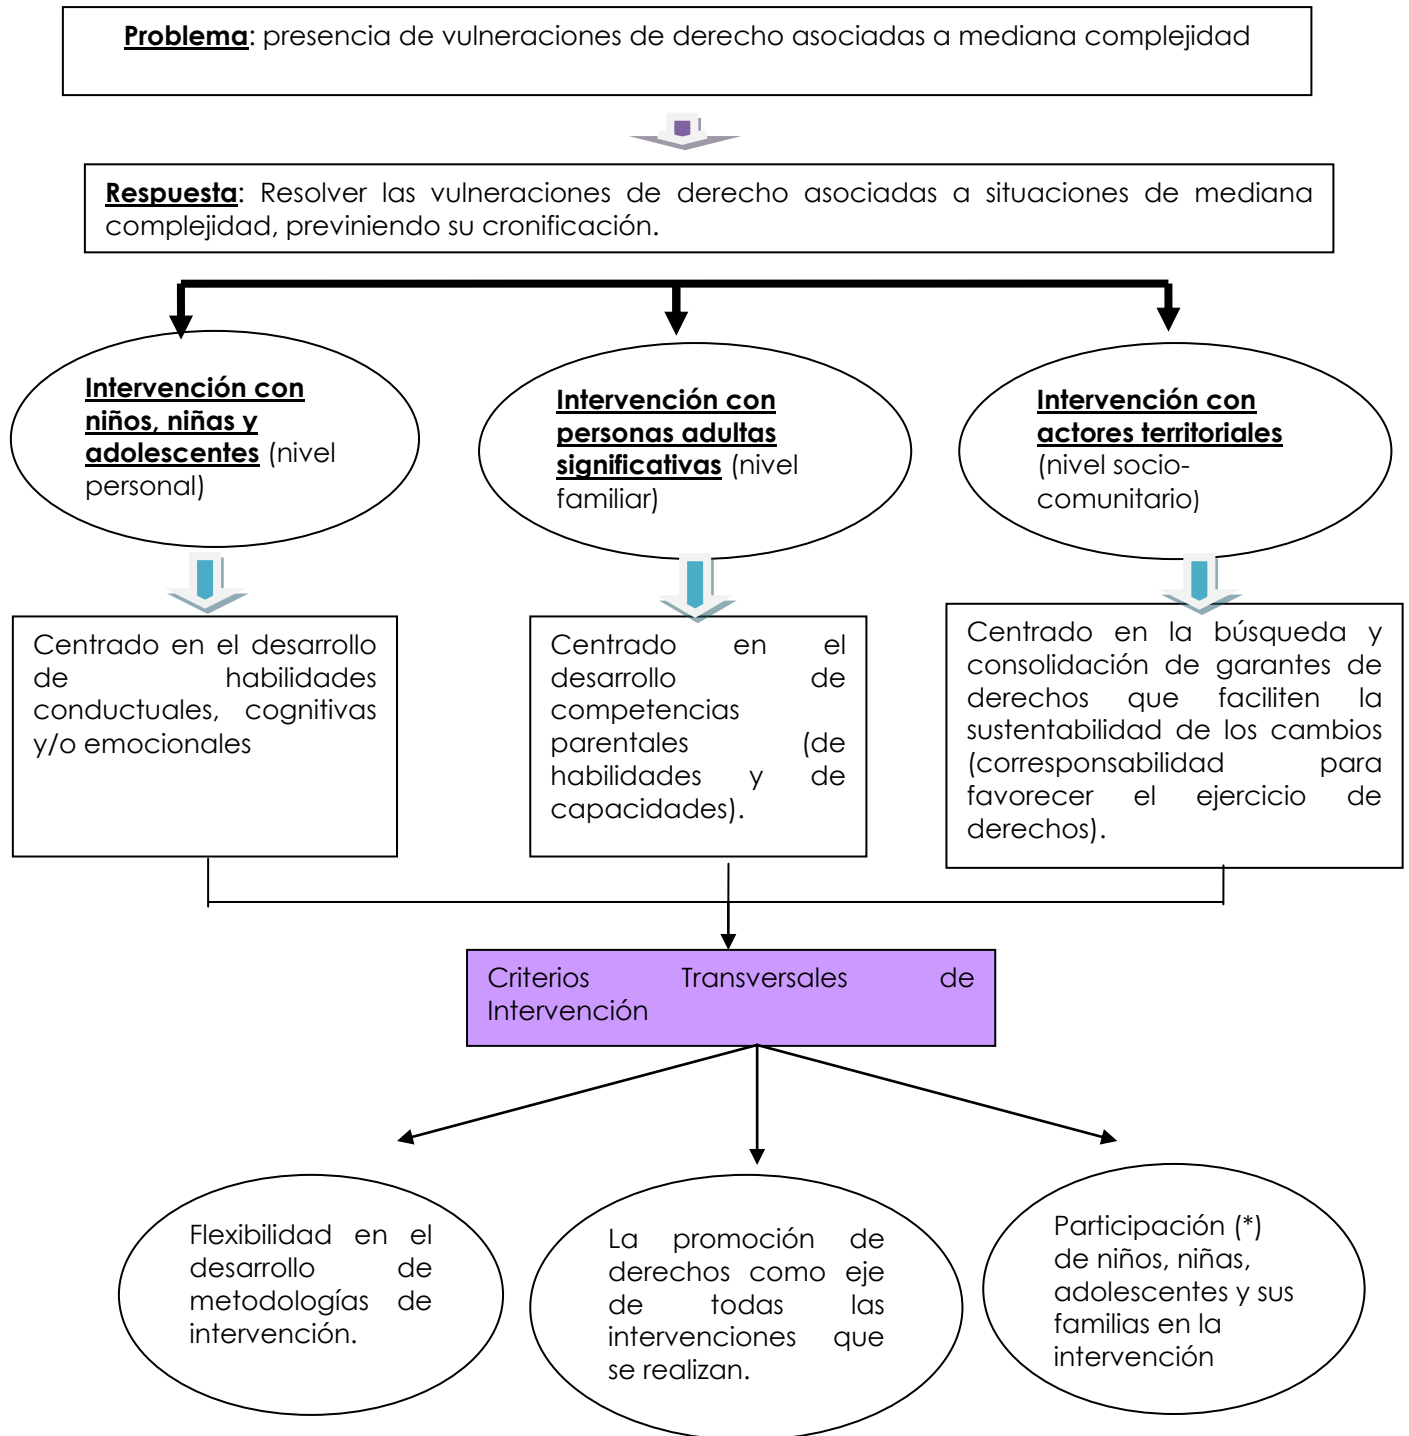 Problema: presencia de vulneraciones de derecho asociadas a mediana complejidad
Respuesta: Resolver las vulneraciones de derecho asociadas a situaciones de mediana
complejidad, previniendo su cronificación.
Intervención con
niños, niñas y
adolescentes (nivel
personal)
Intervención con
personas adultas
significativas (nivel
familiar)
Intervención con
actores territoriales
(nivel socio-
comunitario)
Centrado en el desarrollo
de habilidades
conductuales, cognitivas
y/o emocionales
Centrado en el
desarrollo de
competencias
parentales (de
habilidades y de
capacidades).
Centrado en la búsqueda y
consolidación de garantes de
derechos que faciliten la
sustentabilidad de los cambios
(corresponsabilidad para
favorecer el ejercicio de
derechos).
Criterios Transversales de
Intervención
Flexibilidad en el
desarrollo de
metodologías de
intervención.
La promoción de
derechos como eje
de todas las
intervenciones que
se realizan.
Participación (*)
de niños, niñas,
adolescentes y sus
familias en la
intervención